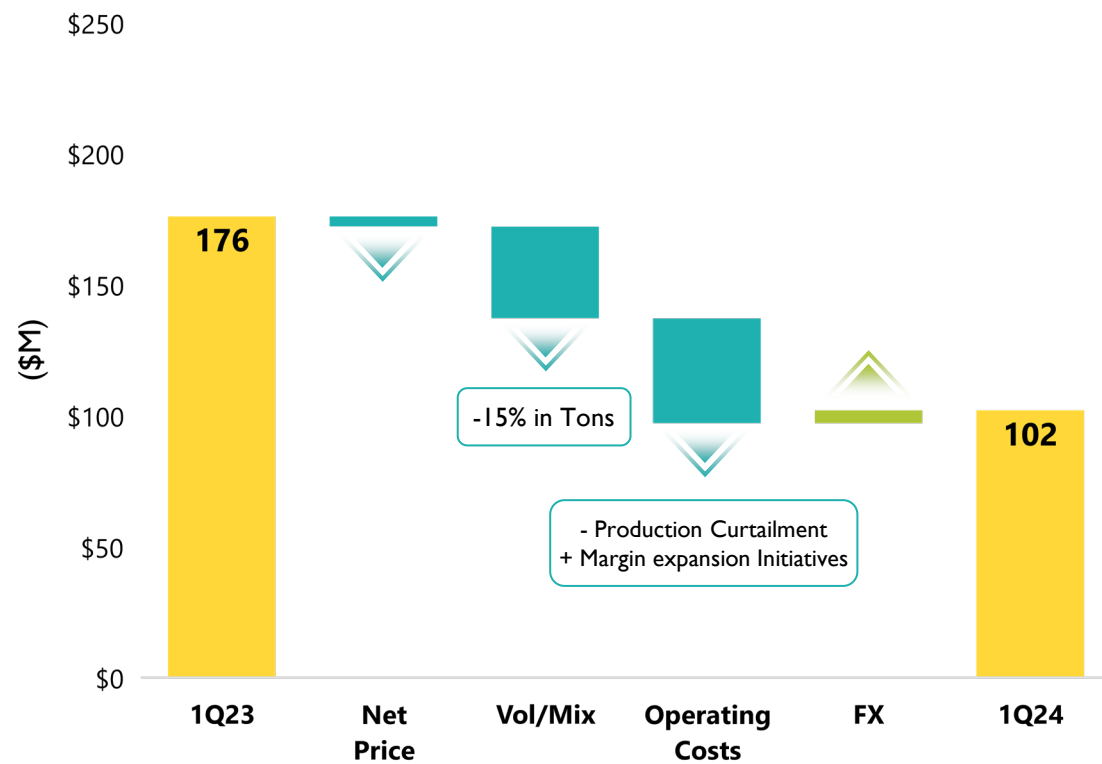 $250
$200
$150
$100
$50
$0
($M)
176
102
-15% in Tons
- Production Curtailment
+ Margin expansion Initiatives
1Q23
Net
Price
Vol/Mix
Operating
Costs
FX
1Q24